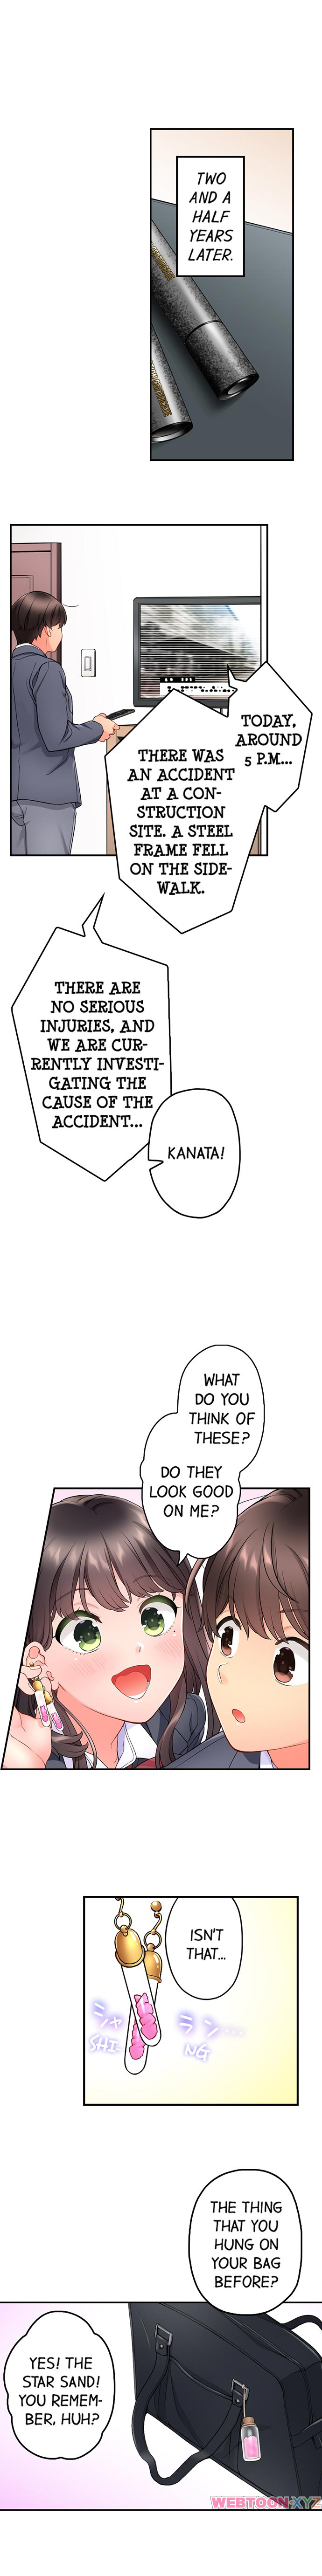 TWO
AND A
HALF
YEARS
LATER.
TODAY,
AROUND
5 P.M...
THERE WAS
AN ACCIDENT
AT A CON-
STRUCTION
SITE. A STEEL
FRAME FELL
ON THE SIDE-
WALK.
THERE ARE
NO SERIOUS
INJURIES, AND
WE ARE CUR-
RENTLY INVESTI-
GATING THE
CAUSE OF THE
ACCIDENT...
KANATA!
WHAT
DO YOU
THINK OF
THESE?
DO THEY
LOOK GOOD
ON ME?
ISN'T
THAT...
シャ
ラン...
SHI-
NG
THE THING
THAT YOU
HUNG ON
YOUR BAG
BEFORE?
YES! THE
STAR SAND!
YOU REMEM-
BER, HUH?
WEBTOONXYZ